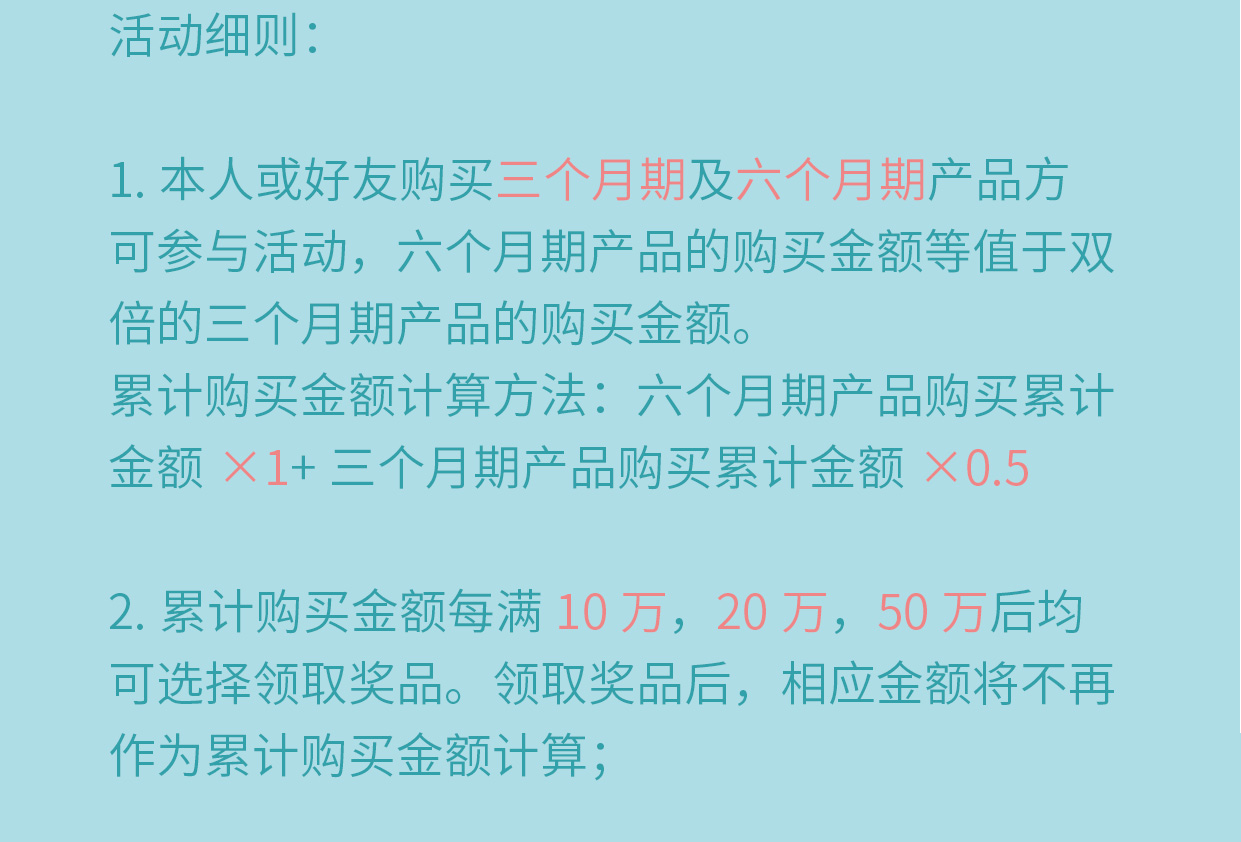 活动细则：
1. 本人或好友购买三个月期及六个月期产品方
可参与活动，六个月期产品的购买金额等值于双
倍的三个月期产品的购买金额。
累计购买金额计算方法：六个月期产品购买累计
金额 ×1+ 三个月期产品购买累计金额 ×0.5
2. 累计购买金额每满 10 万，20 万，50 万后均
可选择领取奖品。领取奖品后，相应金额将不再
作为累计购买金额计算；